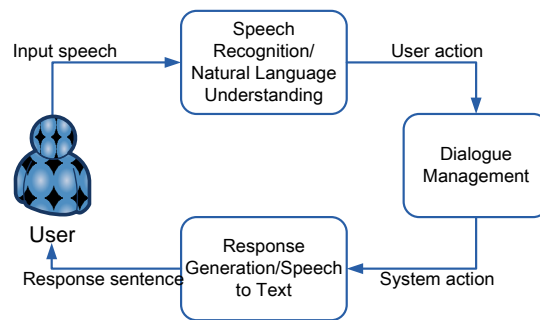 Input speech
Speech
Recognition/
Natural Language
Understanding
User action
Dialogue
Management
User
Response sentence
Response
Generation/Speech
to Text
System action